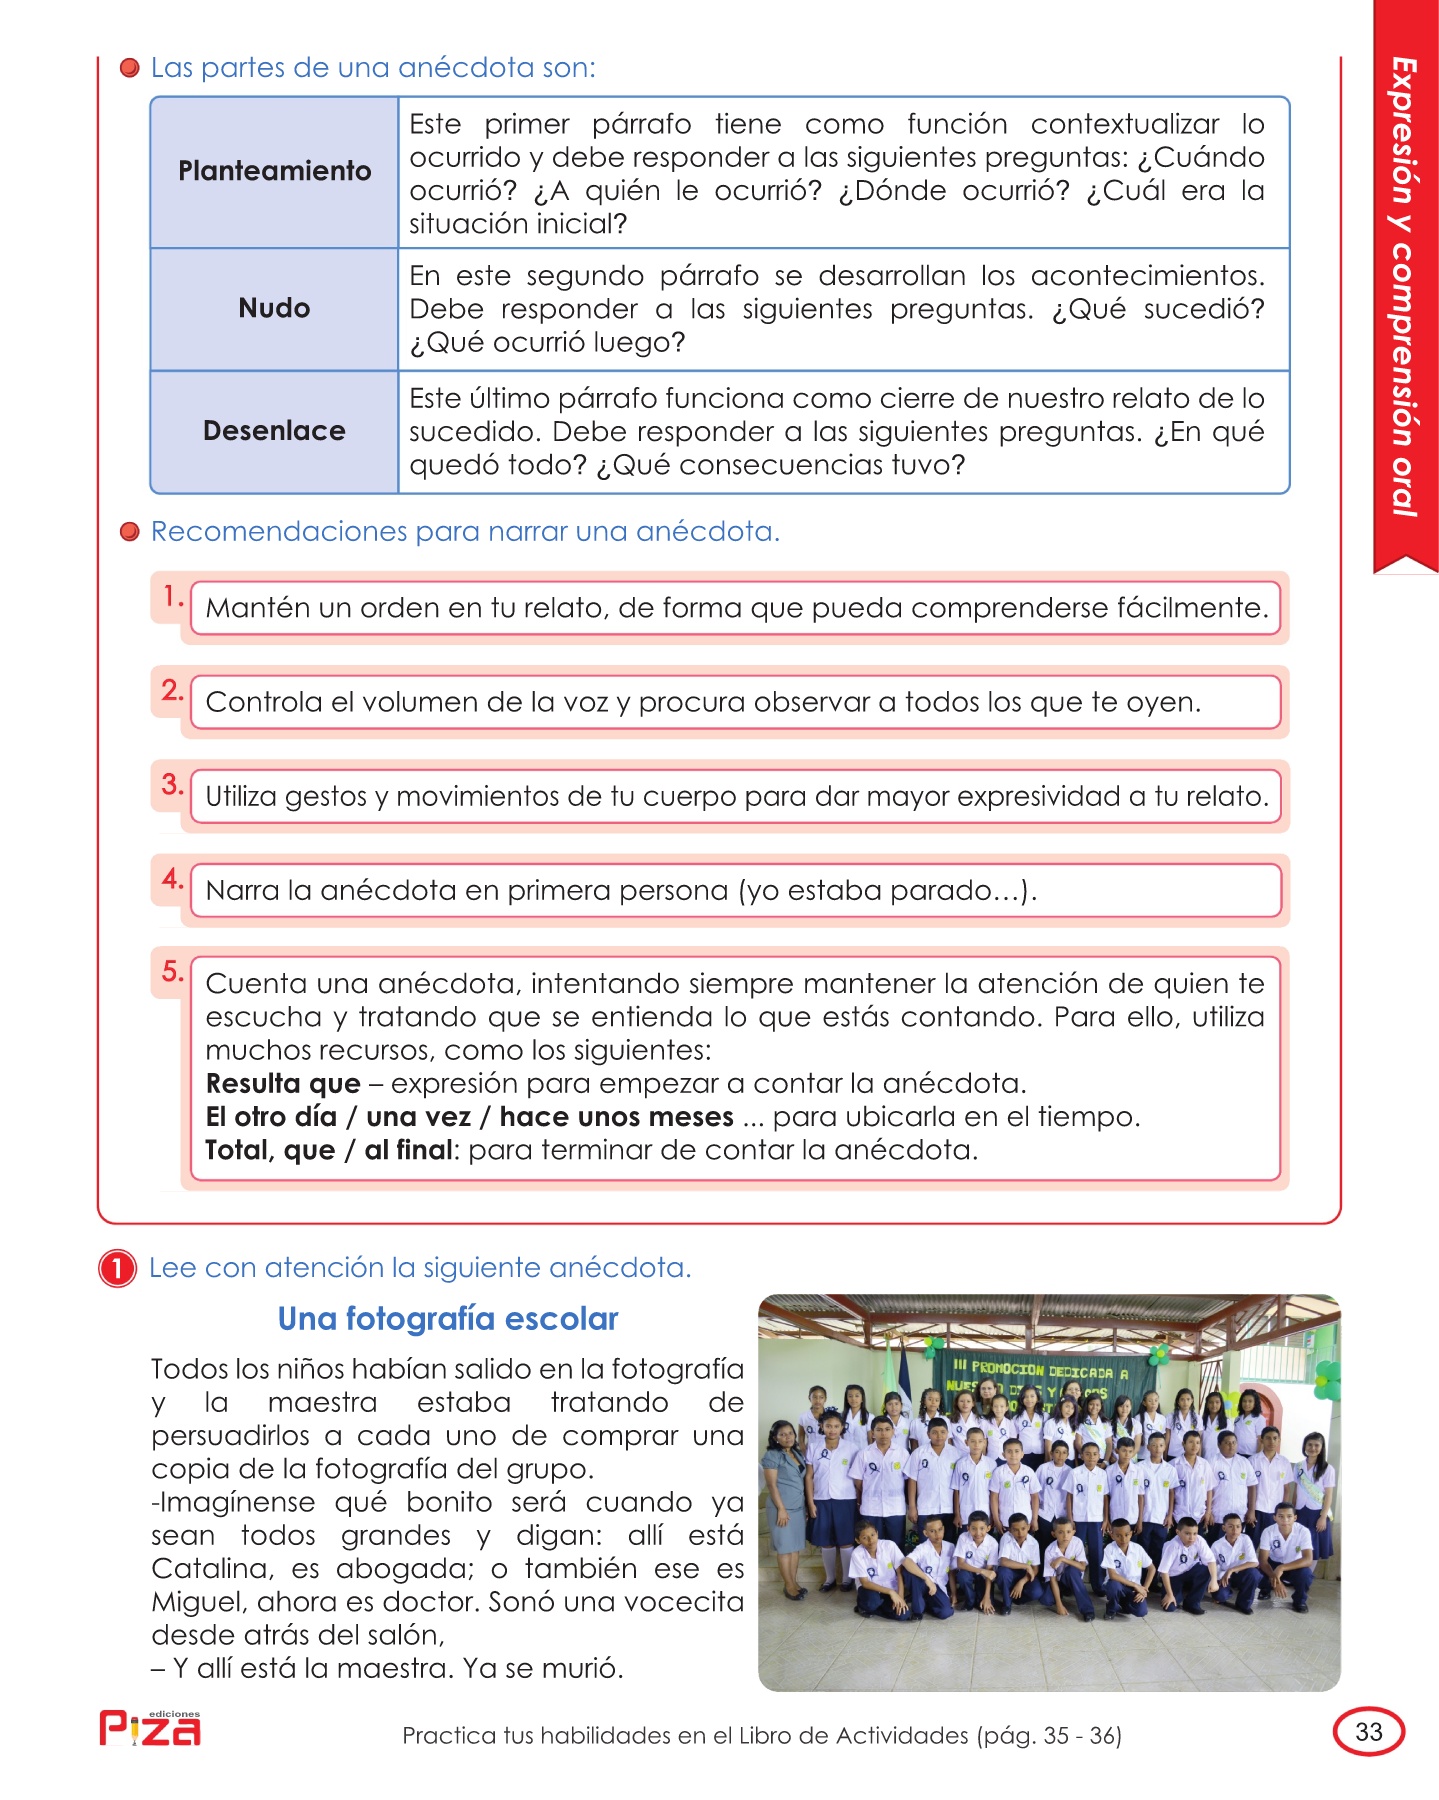 Las partes de una anécdota son:
Planteamiento
Este primer párrafo tiene como función contextualizar lo
ocurrido y debe responder a las siguientes preguntas: ¿Cuándo
ocurrió? ¿A quién le ocurrió? ¿Dónde ocurrió? ¿Cuál era la
situación inicial?
Nudo
En este segundo párrafo se desarrollan los acontecimientos.
Debe responder a las siguientes preguntas. ¿Qué sucedió?
¿Qué ocurrió luego?
Desenlace
Este último párrafo funciona como cierre de nuestro relato de lo
sucedido. Debe responder a las siguientes preguntas. ¿En qué
quedó todo? ¿Qué consecuencias tuvo?
Recomendaciones para narrar una anécdota.
1. Mantén un orden en tu relato, de forma que pueda comprenderse fácilmente.
2. Controla el volumen de la voz y procura observar a todos los que te oyen.
3. Utiliza gestos y movimientos de tu cuerpo para dar mayor expresividad a tu relato.
4. Narra la anécdota en primera persona (yo estaba parado...).
5. Cuenta una anécdota, intentando siempre mantener la atención de quien te
escucha y tratando que se entienda lo que estás contando. Para ello, utiliza
muchos recursos, como los siguientes:
Resulta que – expresión para empezar a contar la anécdota.
El otro día / una vez / hace unos meses ... para ubicarla en el tiempo.
Total, que / al final: para terminar de contar la anécdota.
Expresión y comprensión oral
1 Lee con atención la siguiente anécdota.
Una fotografía escolar
Todos los niños habían salido en la fotografía
y la maestra estaba tratando de
persuadirlos a cada uno de comprar una
copia de la fotografía del grupo.
-Imagínense qué bonito será cuando ya
sean todos grandes y digan: allí está
Catalina, es abogada; o también ese es
Miguel, ahora es doctor. Sonó una vocecita
desde atrás del salón,
– Y allí está la maestra. Ya se murió.
III PROMOCION DEDICADA A
ediciones
Piza
Practica tus habilidades en el Libro de Actividades (pág. 35 - 36)
33